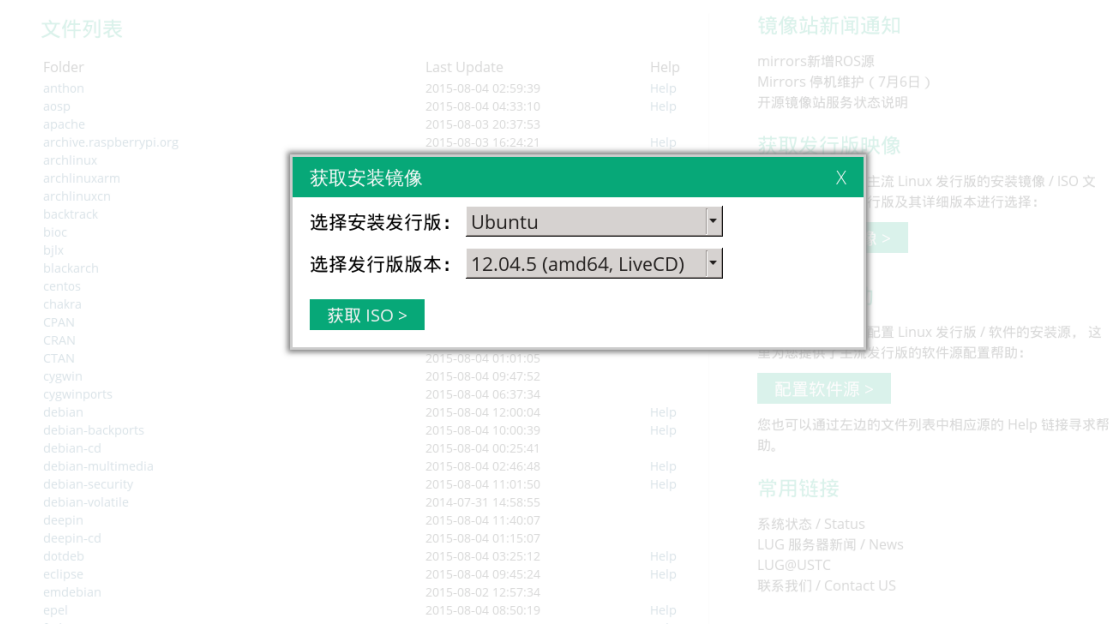 文件列表
Folder Last Update Help
anthon 2015-08-04 02:59:39 Help
aosp 2015-08-04 04:33:10 Help
apache 2015-08-03 20:37:53
archive.raspberrypi.org 2015-08-03 16:24:21 Help
archlinux
archlinuxarm
archlinuxcn
backtrack
bioc
bjlx
blackarch
centos
chakra
CPAN
CRAN
CTAN 2015-08-04 01:01:05
cygwin 2015-08-04 09:47:52
cygwinports 2015-08-04 06:37:34
debian 2015-08-04 12:00:04 Help
debian-backports 2015-08-04 10:00:39 Help
debian-cd 2015-08-04 00:25:41
debian-multimedia 2015-08-04 02:46:48 Help
debian-security 2015-08-04 11:01:50 Help
debian-volatile 2014-07-31 14:58:55
deepin 2015-08-04 11:40:07
deepin-cd 2015-08-04 01:15:07
dotdeb 2015-08-04 03:25:12 Help
eclipse 2015-08-04 09:45:24 Help
emdebian 2015-08-02 12:57:34
epel 2015-08-04 08:50:19 Help
获取安装镜像 X
选择安装发行版： Ubuntu
选择发行版版本： 12.04.5 (amd64, LiveCD)
获取 ISO >
镜像站新闻通知
mirrors新增ROS源
Mirrors 停机维护（7月6日）
开源镜像站服务状态说明
获取发行版映像
主流 Linux 发行版的安装镜像 / ISO 文
行版及其详细版本进行选择：
配置 Linux 发行版 / 软件的安装源， 这
里为您提供了主流发行版的软件源配置帮助：
配置软件源 >
您也可以通过左边的文件列表中相应源的 Help 链接寻求帮
助。
常用链接
系统状态 / Status
LUG 服务器新闻 / News
LUG@USTC
联系我们 / Contact US